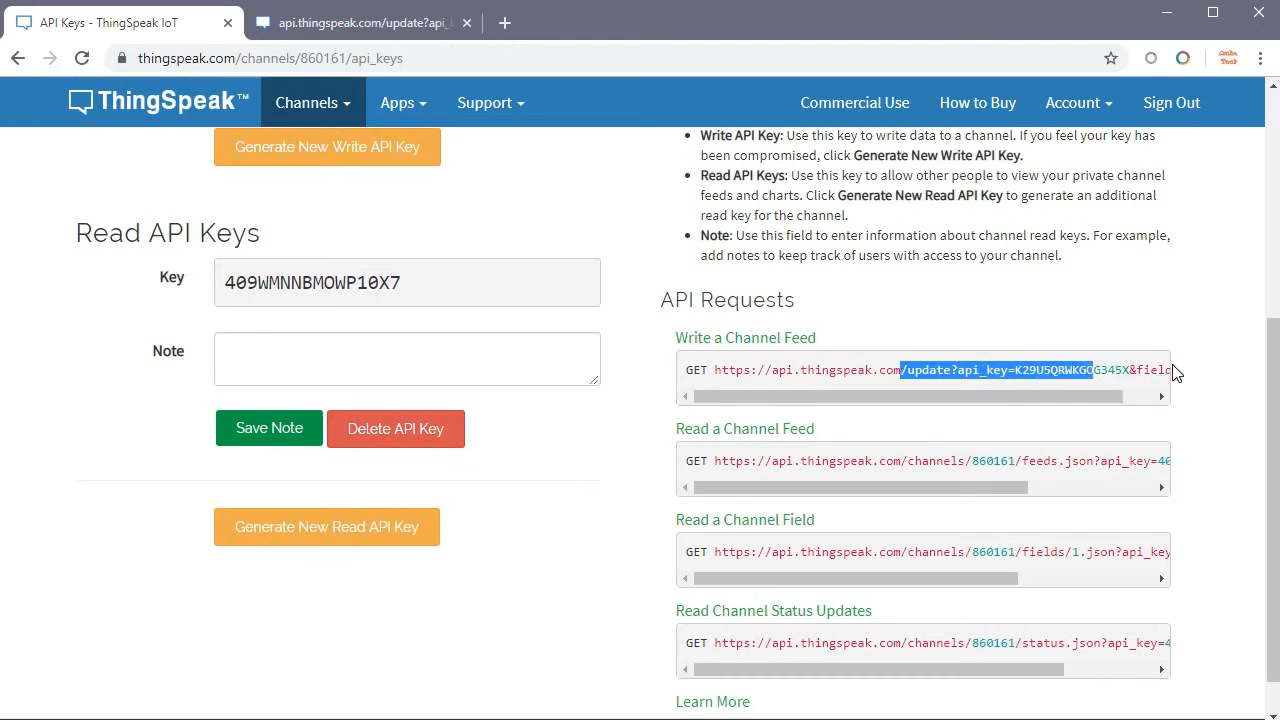 API Keys - ThingSpeak IoT
api.thingspeak.com/update?api_
thingspeak.com/channels/860161/api_keys
Ambi Tech
ThingSpeak™
Channels
Apps
Support
Commercial Use
How to Buy
Account
Sign Out
Generate New Write API Key
Read API Keys
Key
409WMNNBMOWP10X7
Note
Save Note
Delete API Key
Generate New Read API Key
Write API Key: Use this key to write data to a channel. If you feel your key has
been compromised, click Generate New Write API Key.
Read API Keys: Use this key to allow other people to view your private channel
feeds and charts. Click Generate New Read API Key to generate an additional
read key for the channel.
Note: Use this field to enter information about channel read keys. For example,
add notes to keep track of users with access to your channel.
API Requests
Write a Channel Feed
GET https://api.thingspeak.com/update?api_key=K29U5QRWKGOG345X&field
Read a Channel Feed
GET https://api.thingspeak.com/channels/860161/feeds.json?api_key=40
Read a Channel Field
GET https://api.thingspeak.com/channels/860161/fields/1.json?api_key
Read Channel Status Updates
GET https://api.thingspeak.com/channels/860161/status.json?api_key=4
Learn More